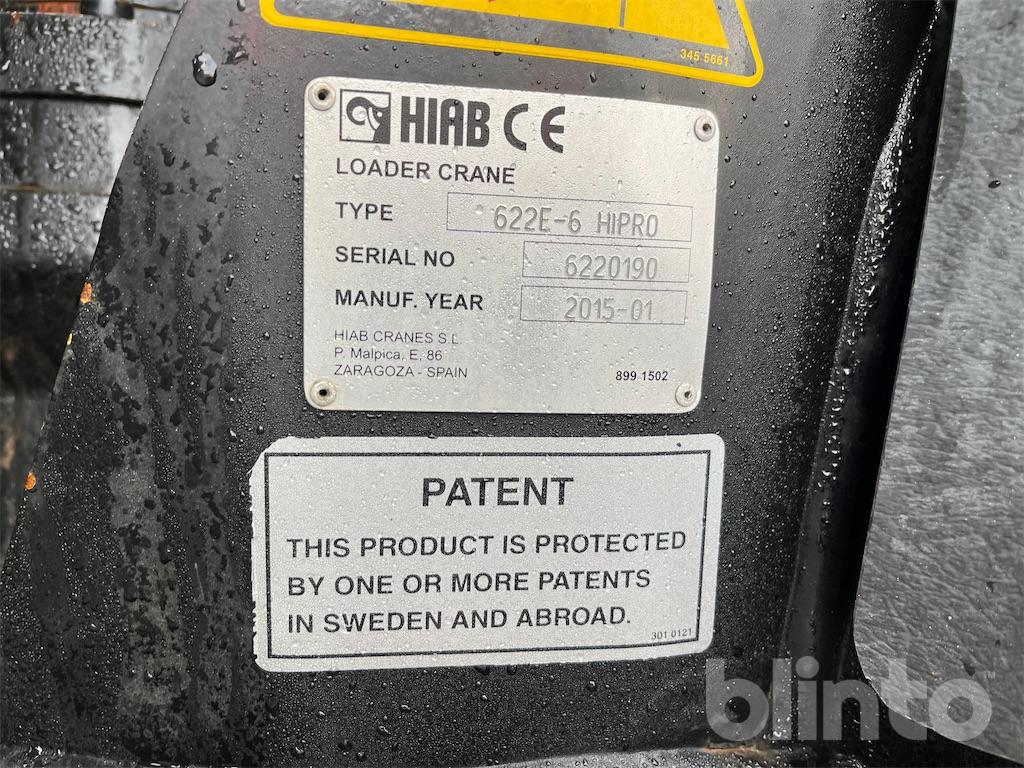 345 5661
HIAB CE
LOADER CRANE
TYPE 622E-6 HIPRO
SERIAL NO 6220190
MANUF. YEAR 2015-01
HIAB CRANES S.L.
P. Malpica, E, 86
ZARAGOZA - SPAIN
899 1502
PATENT
THIS PRODUCT IS PROTECTED
BY ONE OR MORE PATENTS
IN SWEDEN AND ABROAD.
301 0121
blinto™